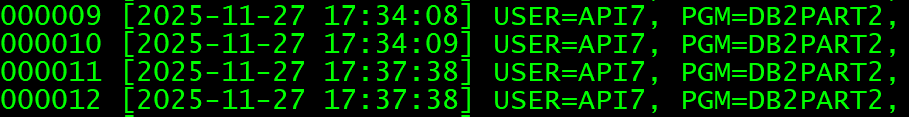 000009 [2025-11-27 17:34:08] USER=API7, PGM=DB2PART2,
000010 [2025-11-27 17:34:09] USER=API7, PGM=DB2PART2,
000011 [2025-11-27 17:37:38] USER=API7, PGM=DB2PART2,
000012 [2025-11-27 17:37:38] USER=API7, PGM=DB2PART2,